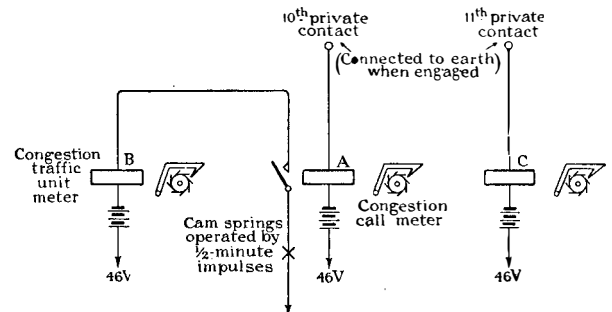 10th private
contact
11th private
contact
(Connected to earth
when engaged)
B
A
C
Congestion
traffic
unit
meter
Congestion
call meter
Cam springs
operated by
½-minute
impulses
46V
46V
46V